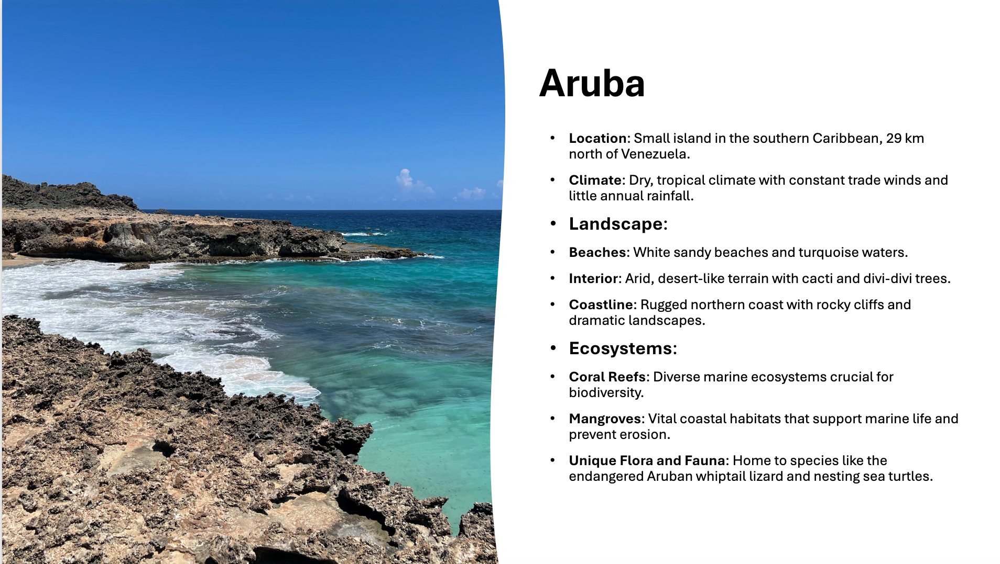 Aruba
• Location: Small island in the southern Caribbean, 29 km
north of Venezuela.
• Climate: Dry, tropical climate with constant trade winds and
little annual rainfall.
• Landscape:
• Beaches: White sandy beaches and turquoise waters.
• Interior: Arid, desert-like terrain with cacti and divi-divi trees.
• Coastline: Rugged northern coast with rocky cliffs and
dramatic landscapes.
• Ecosystems:
• Coral Reefs: Diverse marine ecosystems crucial for
biodiversity.
• Mangroves: Vital coastal habitats that support marine life and
prevent erosion.
• Unique Flora and Fauna: Home to species like the
endangered Aruban whiptail lizard and nesting sea turtles.